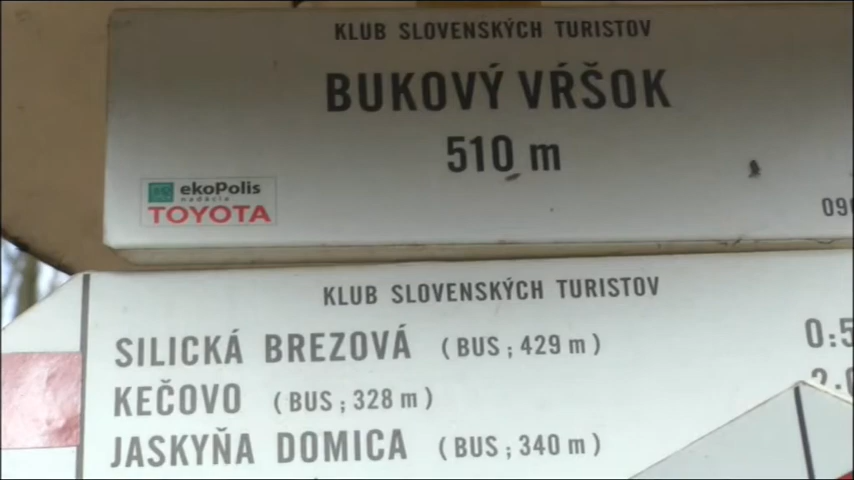 KLUB SLOVENSKÝCH TURISTOV
BUKOVÝ VŔŠOK
510 m
ekoPolis
nadácia
TOYOTA
KLUB SLOVENSKÝCH TURISTOV
SILICKÁ BREZOVÁ (BUS; 429 m)
KEČOVO (BUS; 328 m)
JASKYŇA DOMICA (BUS; 340 m)